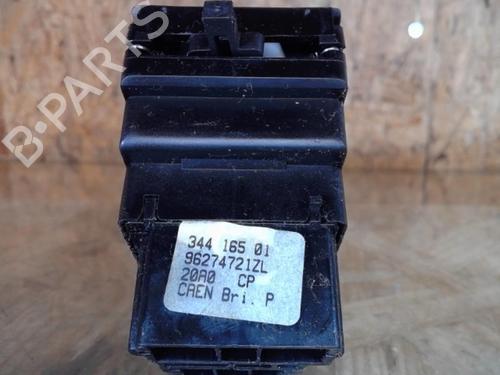 B-PARTS
344 165 01
96274721ZL
20A0 CP
CAEN Bri. P